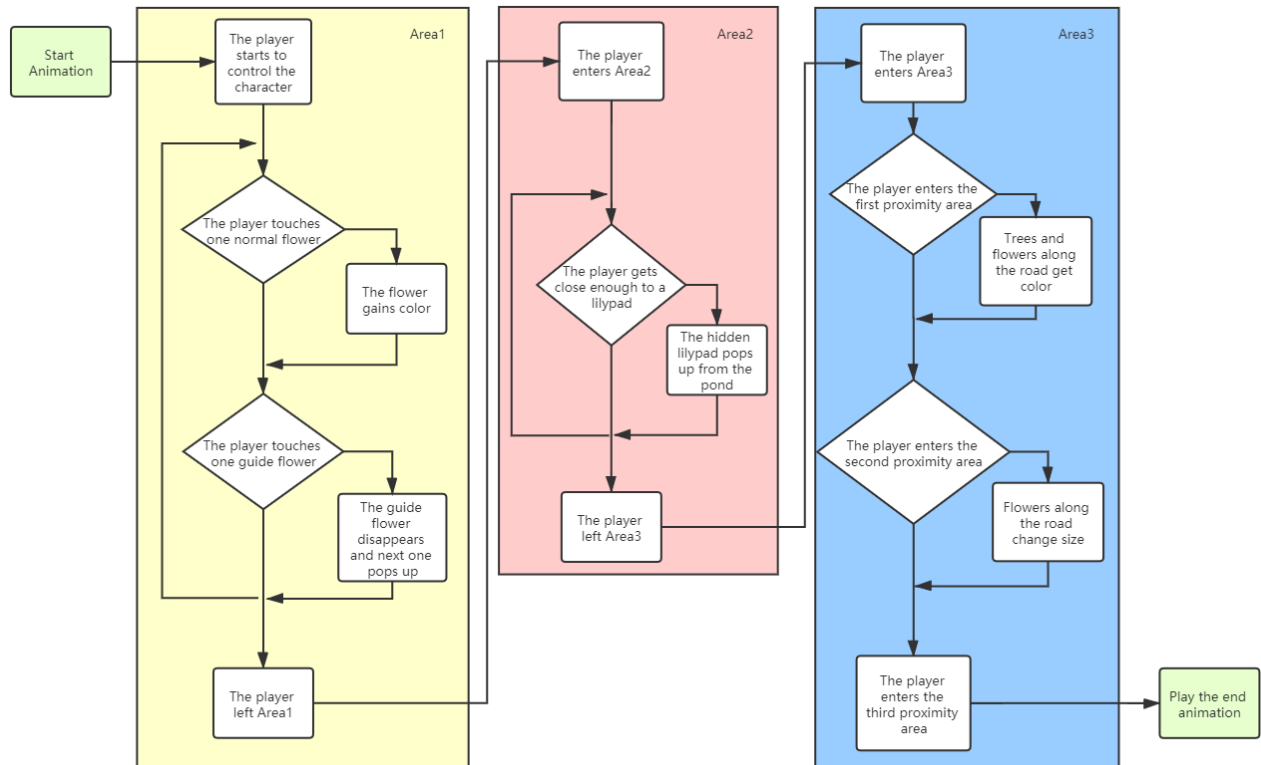 Start
Animation
Area1
The player
starts to
control the
character
The player touches
one normal flower
The flower
gains color
The player touches
one guide flower
The guide
flower
disappears
and next one
pops up
The player
left Area1
Area2
The player
enters Area2
The player gets
close enough to a
lilypad
The hidden
lilypad pops
up from the
pond
The player
left Area3
Area3
The player
enters Area3
The player enters the
first proximity area
Trees and
flowers along
the road get
color
The player enters the
second proximity area
Flowers along
the road
change size
The player
enters the
third proximity
area
Play the end
animation